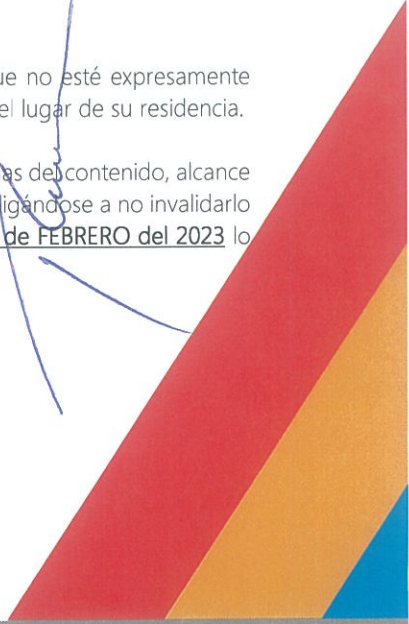 ue no esté expresamente
el lugar de su residencia.
as del contenido, alcance
ligándose a no invalidarlo
de FEBRERO del 2023 lo